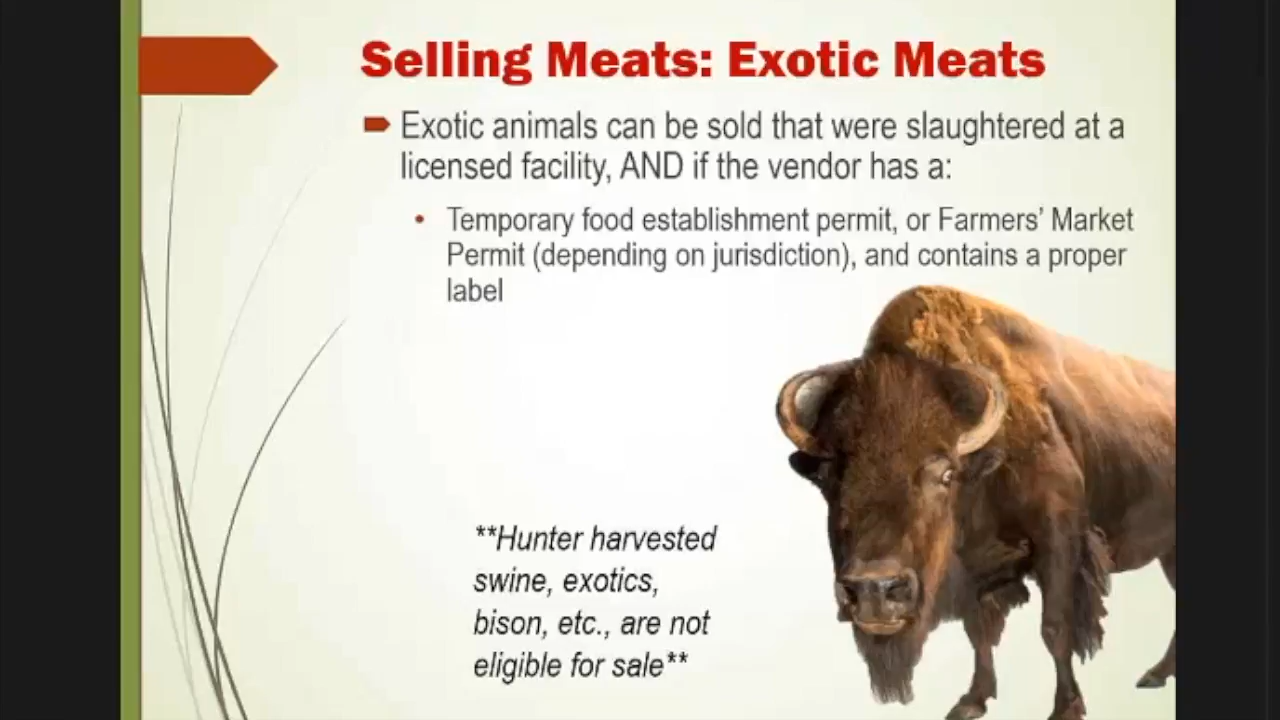 Selling Meats: Exotic Meats
Exotic animals can be sold that were slaughtered at a
licensed facility, AND if the vendor has a:
• Temporary food establishment permit, or Farmers’ Market
Permit (depending on jurisdiction), and contains a proper
label
**Hunter harvested
swine, exotics,
bison, etc., are not
eligible for sale**